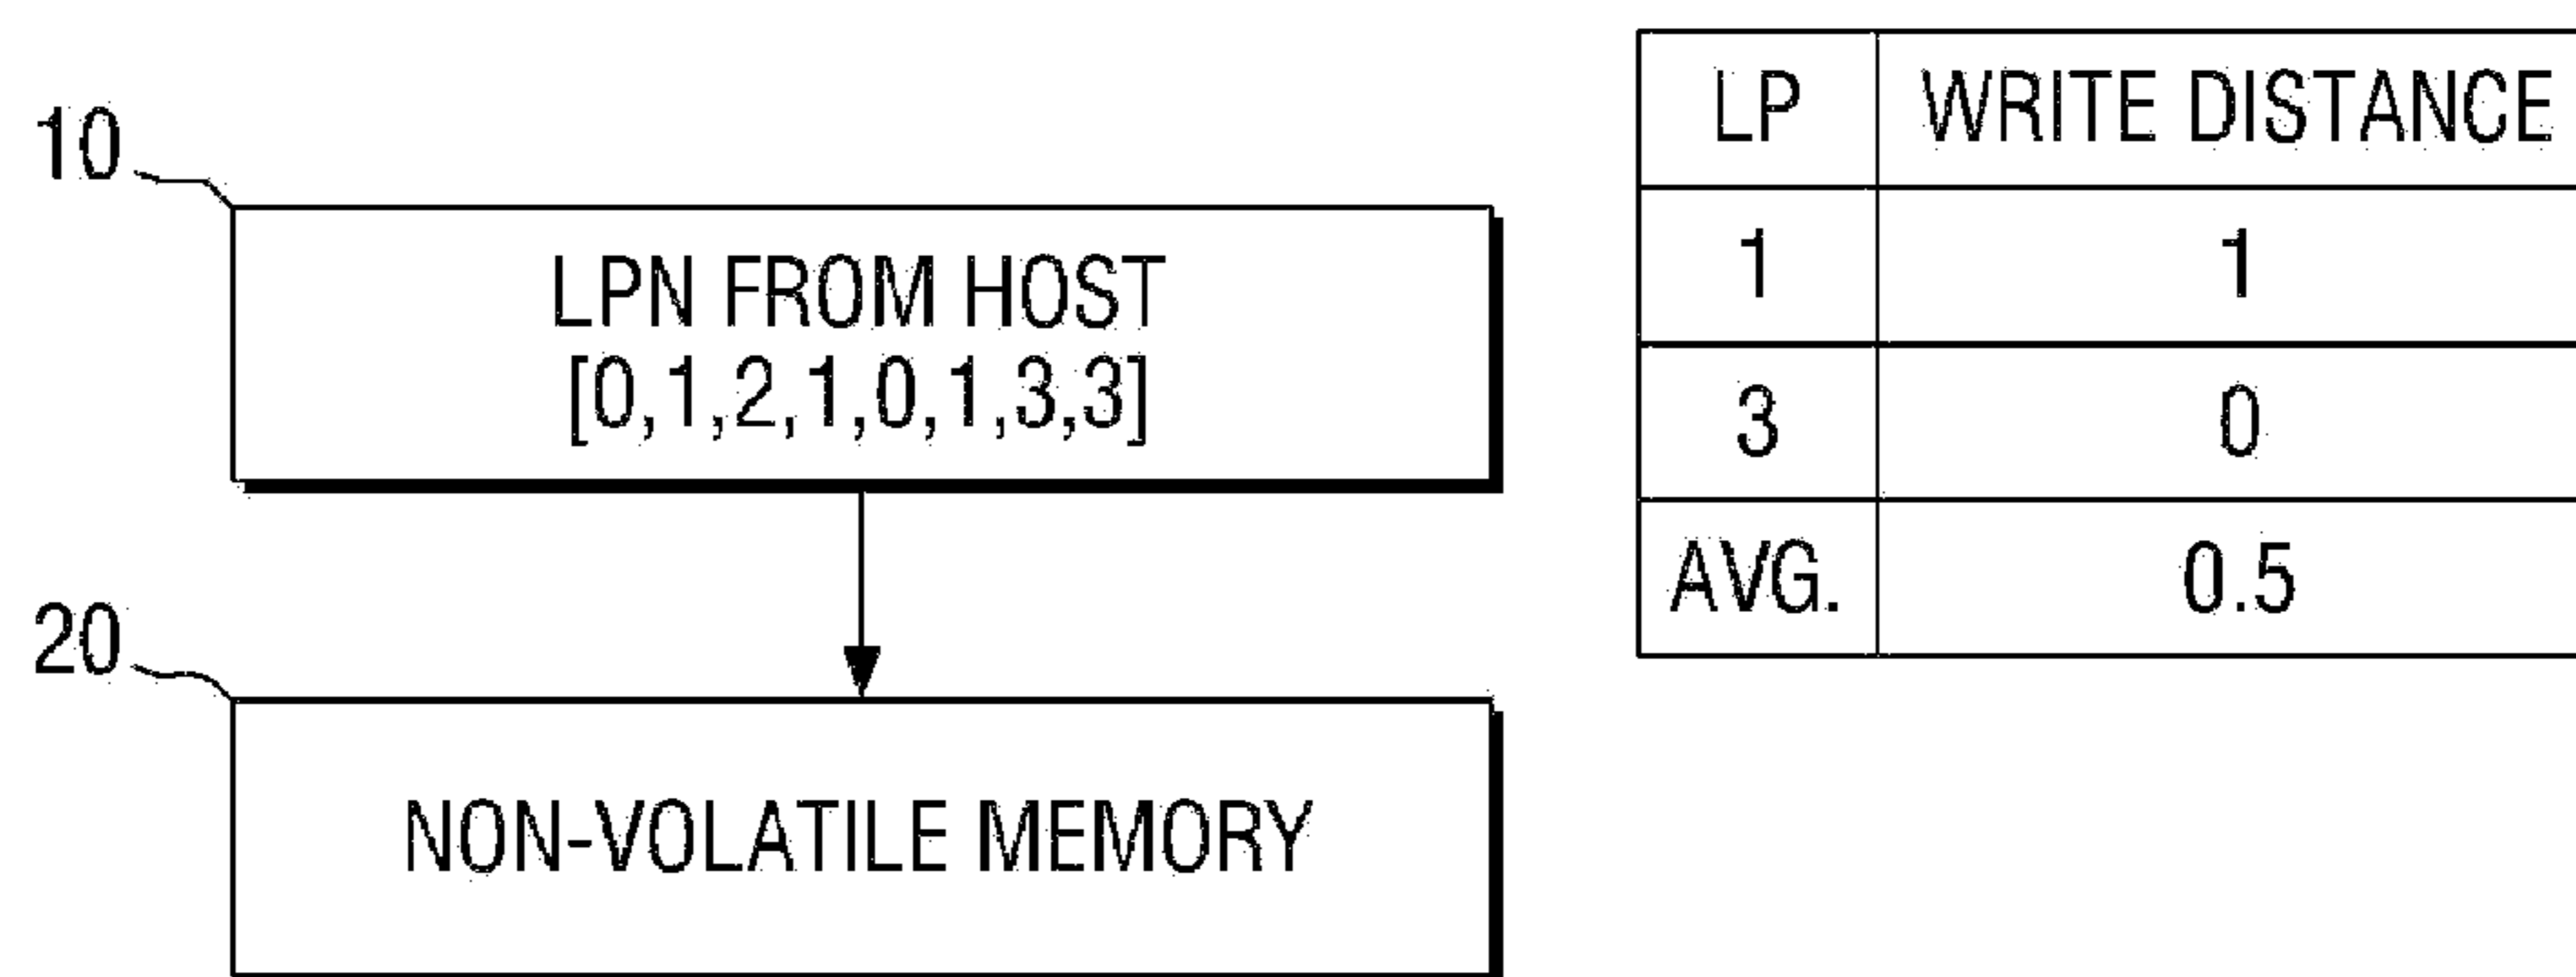 10
LPN FROM HOST
[0,1,2,1,0,1,3,3]
20
NON-VOLATILE MEMORY
LP WRITE DISTANCE
1 1
3 0
AVG. 0.5